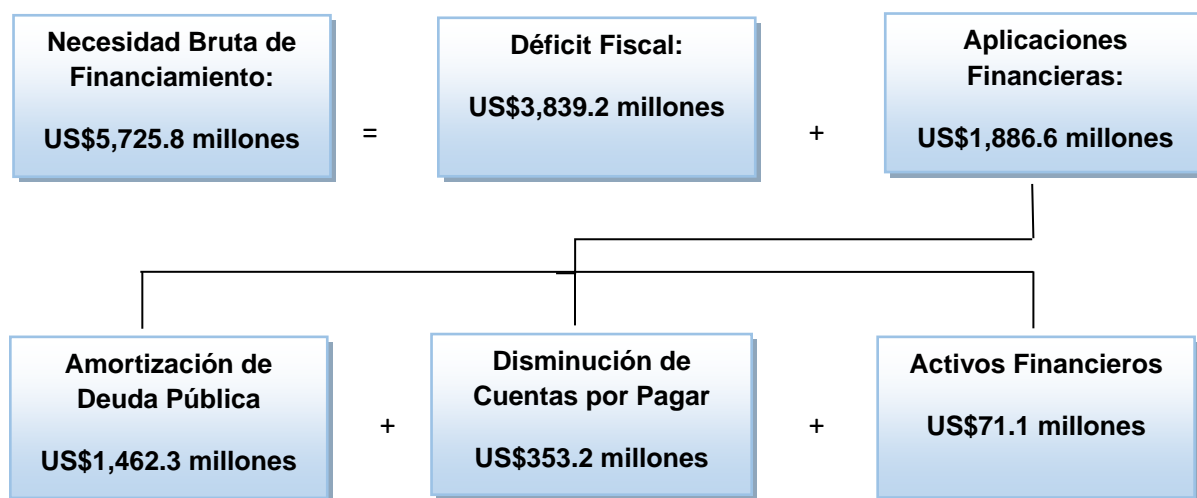 Necesidad Bruta de
Financiamiento:
US$5,725.8 millones
=
Déficit Fiscal:
US$3,839.2 millones
+
Aplicaciones
Financieras:
US$1,886.6 millones
Amortización de
Deuda Pública
US$1,462.3 millones
+
Disminución de
Cuentas por Pagar
US$353.2 millones
+
Activos Financieros
US$71.1 millones